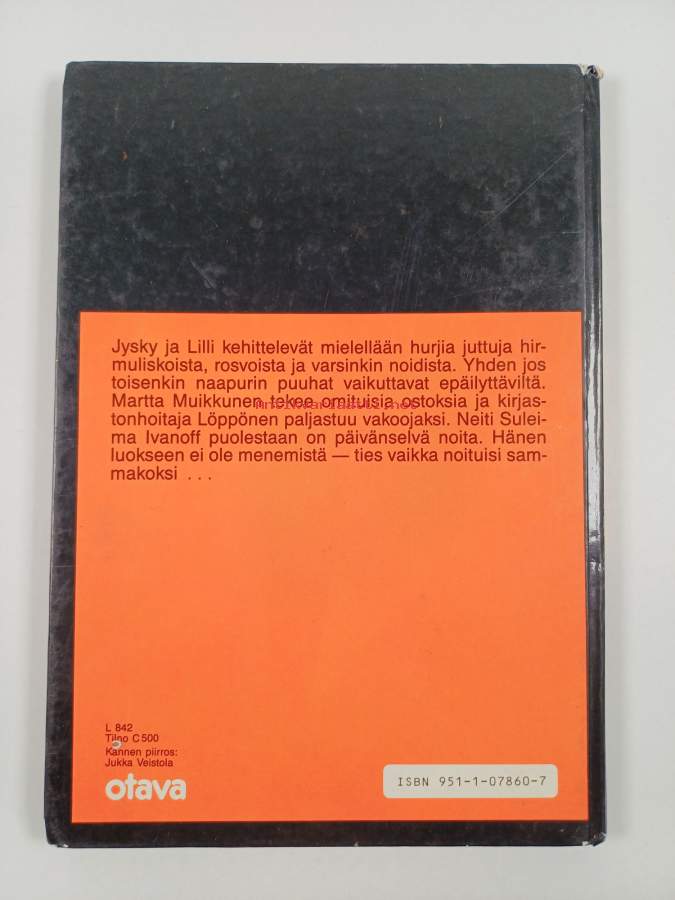 Jysky ja Lilli kehittelevät mielellään hurjia juttuja hir-
muliskoista, rosvoista ja varsinkin noidista. Yhden jos
toisenkin naapurin puuhat vaikuttavat epäilyttäviltä.
Martta Muikkunen tekee omituisia ostoksia ja kirjas-
tonhoitaja Löppönen paljastuu vakoojaksi. Neiti Sulei-
ma Ivanoff puolestaan on päivänselvä noita. Hänen
luokseen ei ole menemistä — ties vaikka noituisi sam-
makoksi ...
L 842
Tilno C 500
Kannen piirros:
Jukka Veistola
otava
ISBN 951-1-07860-7